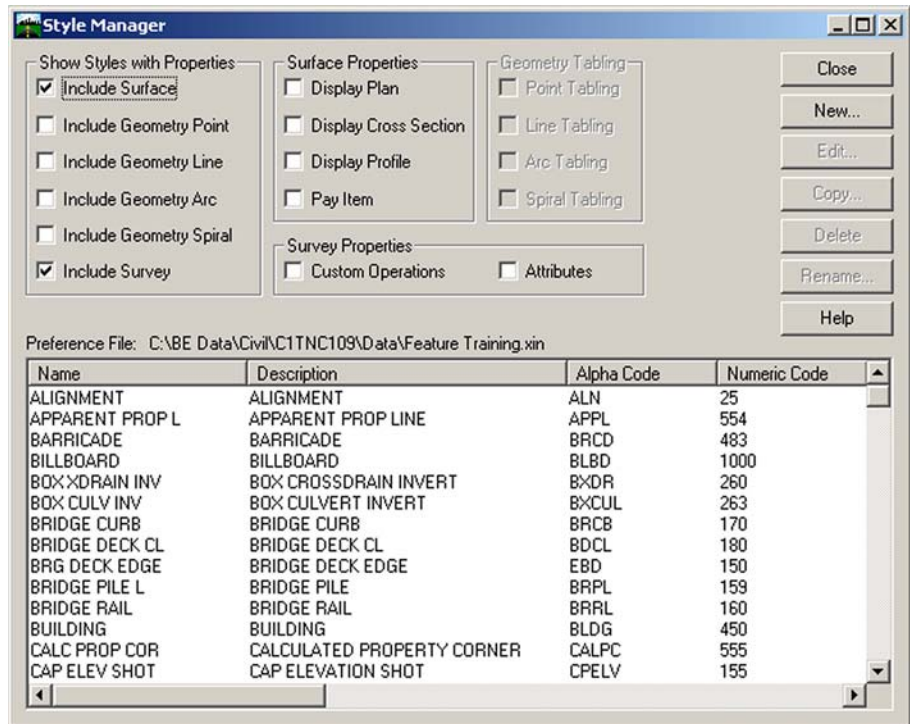 Style Manager
Show Styles with Properties
Include Surface
Include Geometry Point
Include Geometry Line
Include Geometry Arc
Include Geometry Spiral
Include Survey
Surface Properties
Display Plan
Display Cross Section
Display Profile
Pay Item
Geometry Tabling
Point Tabling
Line Tabling
Arc Tabling
Spiral Tabling
Survey Properties
Custom Operations Attributes
Close
New...
Edit...
Copy...
Delete
Rename...
Help
Preference File: C:\BE Data\Civil\C1TNC109\Data\Feature Training.xin
Name Description Alpha Code Numeric Code
ALIGNMENT ALIGNMENT ALN 25
APPARENT PROP L APPARENT PROP LINE APPL 554
BARRICADE BARRICADE BRCD 483
BILLBOARD BILLBOARD BLBD 1000
BOX XDRAIN INV BOX CROSSDRAIN INVERT BXDR 260
BOX CULV INV BOX CULVERT INVERT BXCUL 263
BRIDGE CURB BRIDGE CURB BRCB 170
BRIDGE DECK CL BRIDGE DECK CL BDCL 180
BRG DECK EDGE BRIDGE DECK EDGE EBD 150
BRIDGE PILE L BRIDGE PILE BRPL 159
BRIDGE RAIL BRIDGE RAIL BRRL 160
BUILDING BUILDING BLDG 450
CALC PROP COR CALCULATED PROPERTY CORNER CALPC 555
CAP ELEV SHOT CAP ELEVATION SHOT CPELV 155